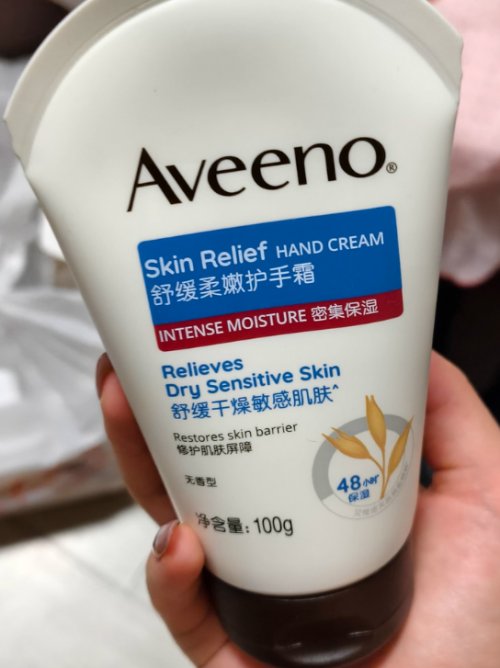 Aveeno®
Skin Relief HAND CREAM
舒缓柔嫩护手霜
INTENSE MOISTURE 密集保湿
Relieves
Dry Sensitive Skin
舒缓干燥敏感肌肤^
Restores skin barrier
修护肌肤屏障
无香型
48小时
保湿
净含量: 100g